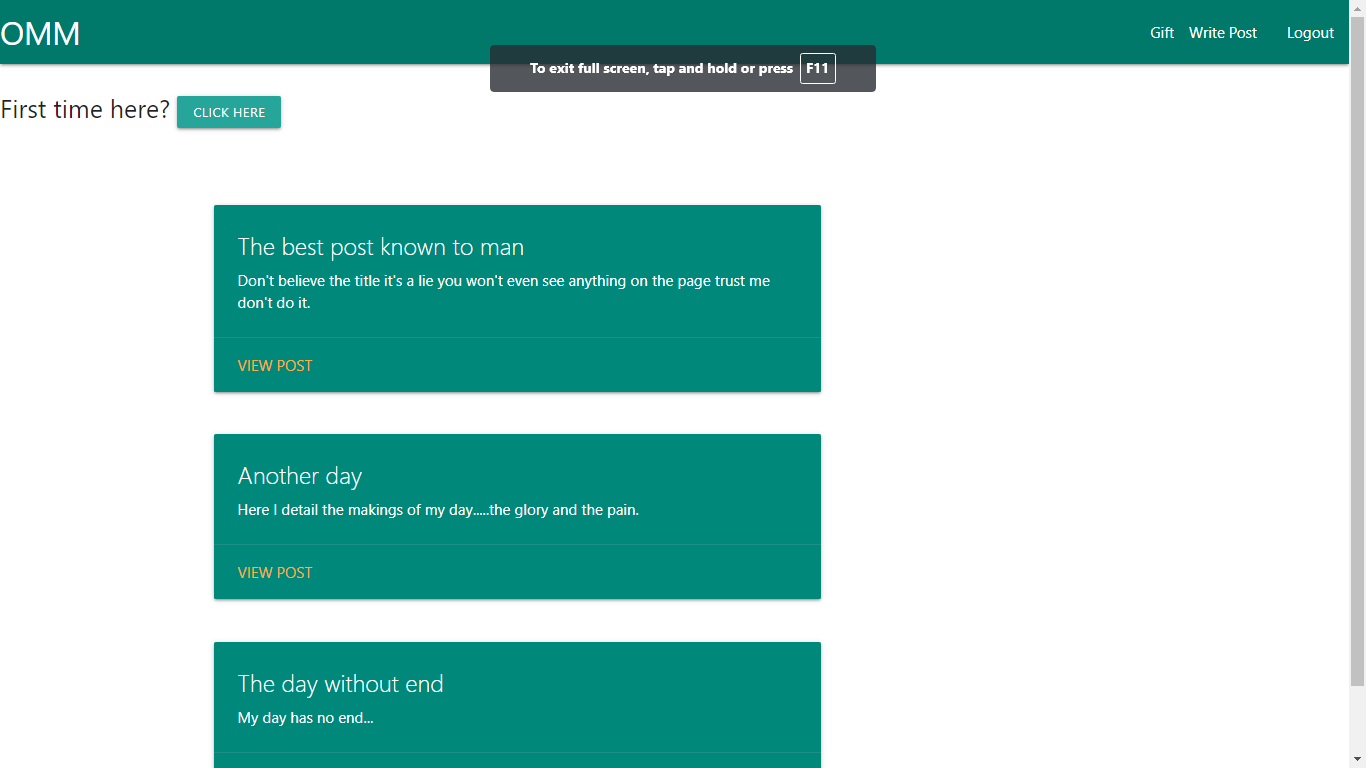 OMM
Gift Write Post Logout
To exit full screen, tap and hold or press F11
First time here? CLICK HERE
The best post known to man
Don't believe the title it's a lie you won't even see anything on the page trust me
don't do it.
VIEW POST
Another day
Here I detail the makings of my day.....the glory and the pain.
VIEW POST
The day without end
My day has no end...